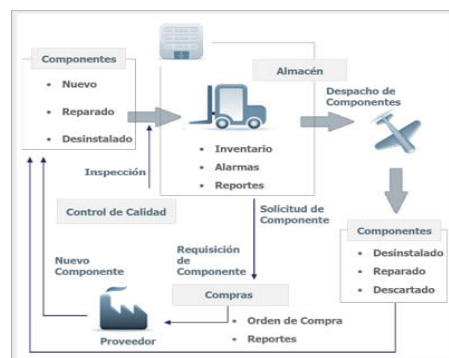 Componentes
• Nuevo
• Reparado
• Desinstalado
Almacén
• Inventario
• Alarmas
• Reportes
Despacho de
Componentes
Inspección
Control de Calidad
Solicitud de
Componente
Componentes
• Desinstalado
• Reparado
• Descartado
Nuevo
Componente
Requisición
de
Componente
Compras
• Orden de Compra
• Reportes
Proveedor